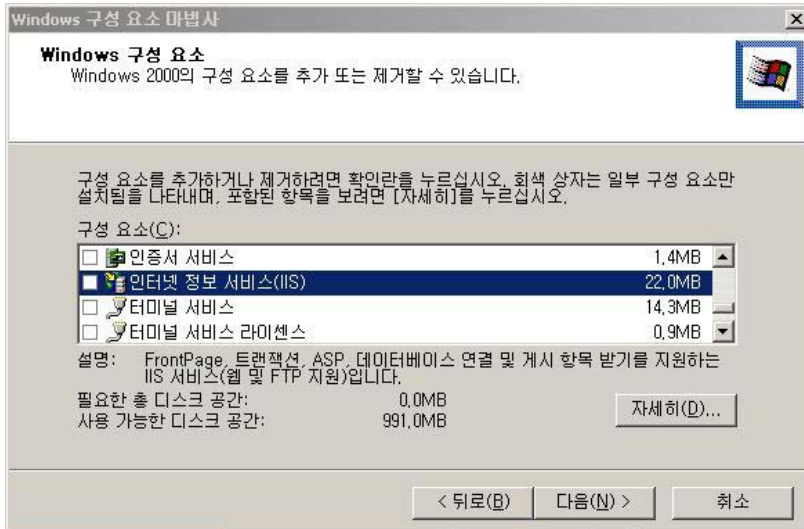 Windows 구성 요소 마법사
Windows 구성 요소
Windows 2000의 구성 요소를 추가 또는 제거할 수 있습니다.
구성 요소를 추가하거나 제거하려면 확인란을 누르십시오. 회색 상자는 일부 구성 요소만
설치됨을 나타내며, 포함된 항목을 보려면 [자세히]를 누르십시오.
구성 요소(C):
인증서 서비스 1.4MB
인터넷 정보 서비스(IIS) 22.0MB
터미널 서비스 14.3MB
터미널 서비스 라이센스 0.9MB
설명: FrontPage, 트랜잭션, ASP, 데이터베이스 연결 및 게시 항목 받기를 지원하는
IIS 서비스(웹 및 FTP 지원)입니다.
필요한 총 디스크 공간: 0.0MB
사용 가능한 디스크 공간: 991.0MB
자세히(D)...
< 뒤로(B) 다음(N) > 취소